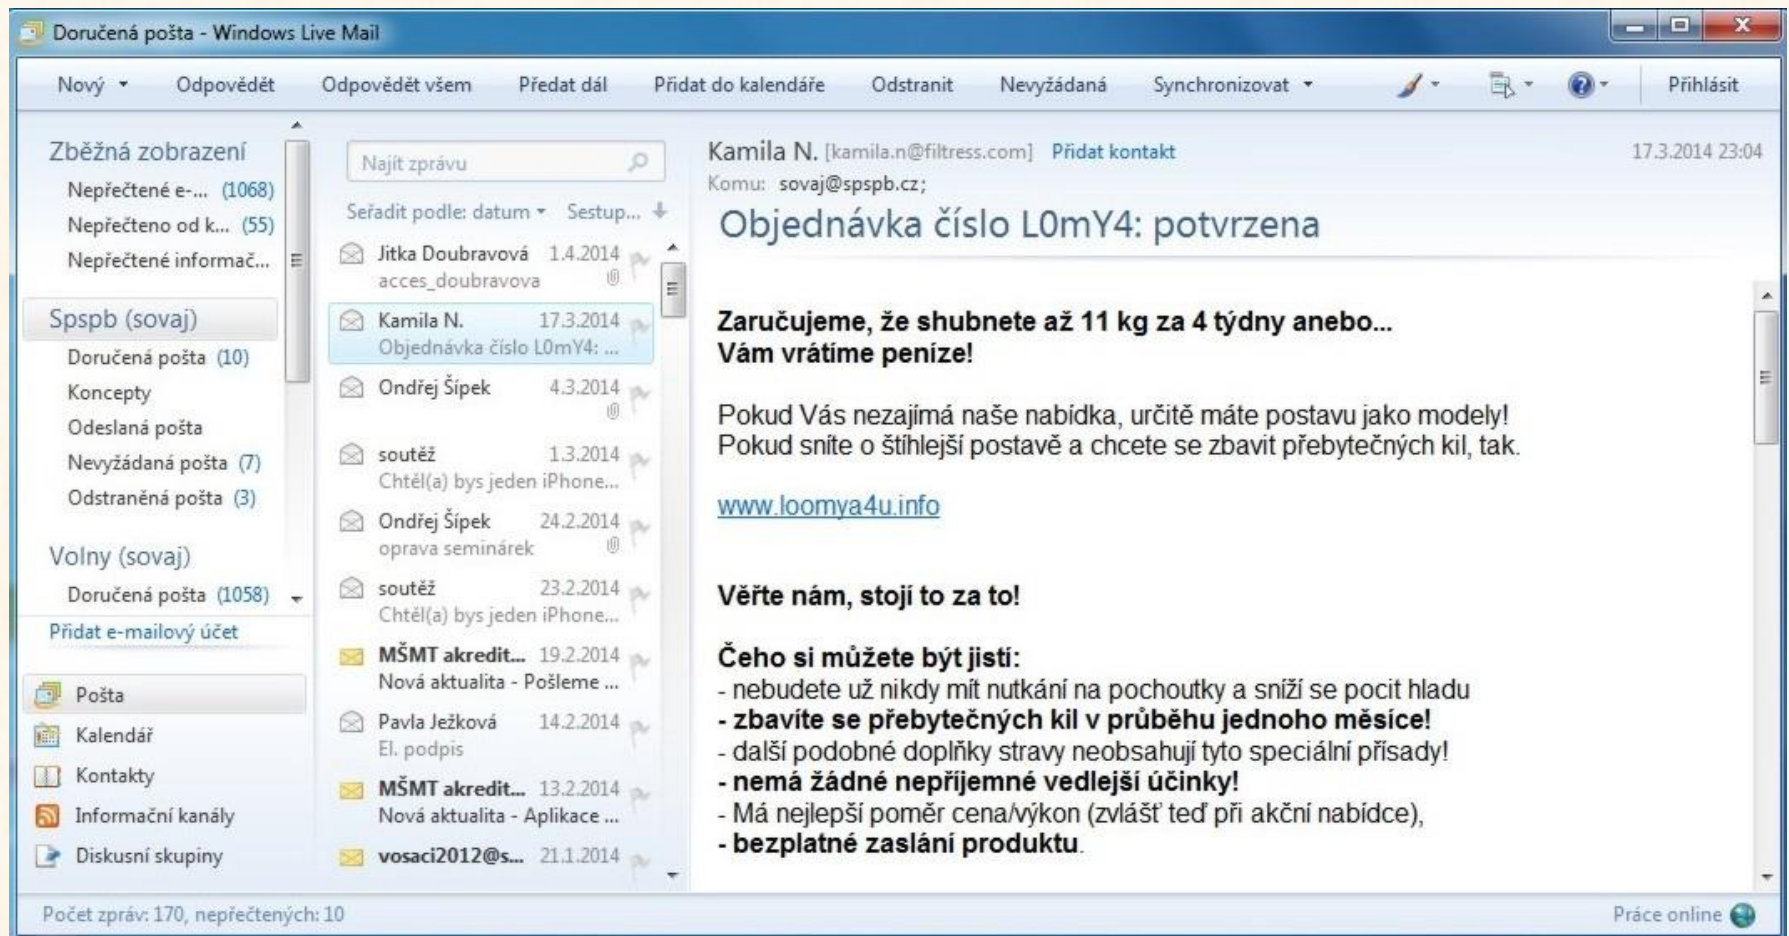 Doručená pošta - Windows Live Mail
Nový Odpovědět Odpovědět všem Předat dál Přidat do kalendáře Odstranit Nevyžádaná Synchronizovat Přihlásit
Zběžná zobrazení
Nepřečtené e-... (1068)
Nepřečteno od k... (55)
Nepřečtené informač...
Spspb (sovaj)
Doručená pošta (10)
Koncepty
Odeslaná pošta
Nevyžádaná pošta (7)
Odstraněná pošta (3)
Volny (sovaj)
Doručená pošta (1058)
Přidat e-mailový účet
Pošta
Kalendář
Kontakty
Informační kanály
Diskusní skupiny
Najít zprávu
Seřadit podle: datum Sestup...
Jitka Doubravová 1.4.2014
acces_doubravova
Kamila N. 17.3.2014
Objednávka číslo L0mY4: ...
Ondřej Šípek 4.3.2014
soutěž 1.3.2014
Chtěl(a) bys jeden iPhone...
Ondřej Šípek 24.2.2014
oprava seminárek
soutěž 23.2.2014
Chtěl(a) bys jeden iPhone...
MŠMT akredit... 19.2.2014
Nová aktualita - Pošleme ...
Pavla Ježková 14.2.2014
El. podpis
MŠMT akredit... 13.2.2014
Nová aktualita - Aplikace ...
vosaci2012@s... 21.1.2014
Kamila N. [kamila.n@filtress.com] Přidat kontakt 17.3.2014 23:04
Komu: sovaj@spspb.cz;
Objednávka číslo L0mY4: potvrzena
Zaručujeme, že shubnete až 11 kg za 4 týdny anebo...
Vám vrátíme peníze!
Pokud Vás nezajímá naše nabídka, určitě máte postavu jako modely!
Pokud sníte o štíhlejší postavě a chcete se zbavit přebytečných kil, tak.
www.loomya4u.info
Věřte nám, stojí to za to!
Čeho si můžete být jistí:
- nebudete už nikdy mít nutkání na pochoutky a sníží se pocit hladu
- zbavíte se přebytečných kil v průběhu jednoho měsíce!
- další podobné doplňky stravy neobsahují tyto speciální přísady!
- nemá žádné nepříjemné vedlejší účinky!
- Má nejlepší poměr cena/výkon (zvlášť teď při akční nabídce),
- bezplatné zaslání produktu.
Počet zpráv: 170, nepřečtených: 10
Práce online